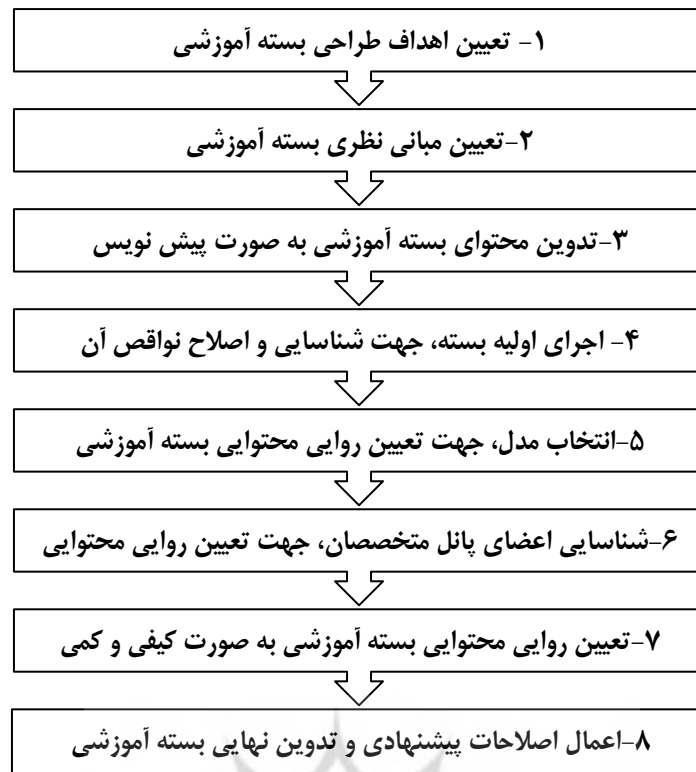 ۱- تعیین اهداف طراحی بسته آموزشی
۲-تعیین مبانی نظری بسته آموزشی
۳-تدوین محتوای بسته آموزشی به صورت پیش نویس
۴- اجرای اولیه بسته، جهت شناسایی و اصلاح نواقص آن
۵-انتخاب مدل، جهت تعیین روایی محتوایی بسته آموزشی
۶-شناسایی اعضای پانل متخصصان، جهت تعیین روایی محتوایی
۷-تعیین روایی محتوایی بسته آموزشی به صورت کیفی و کمی
۸-اعمال اصلاحات پیشنهادی و تدوین نهایی بسته آموزشی